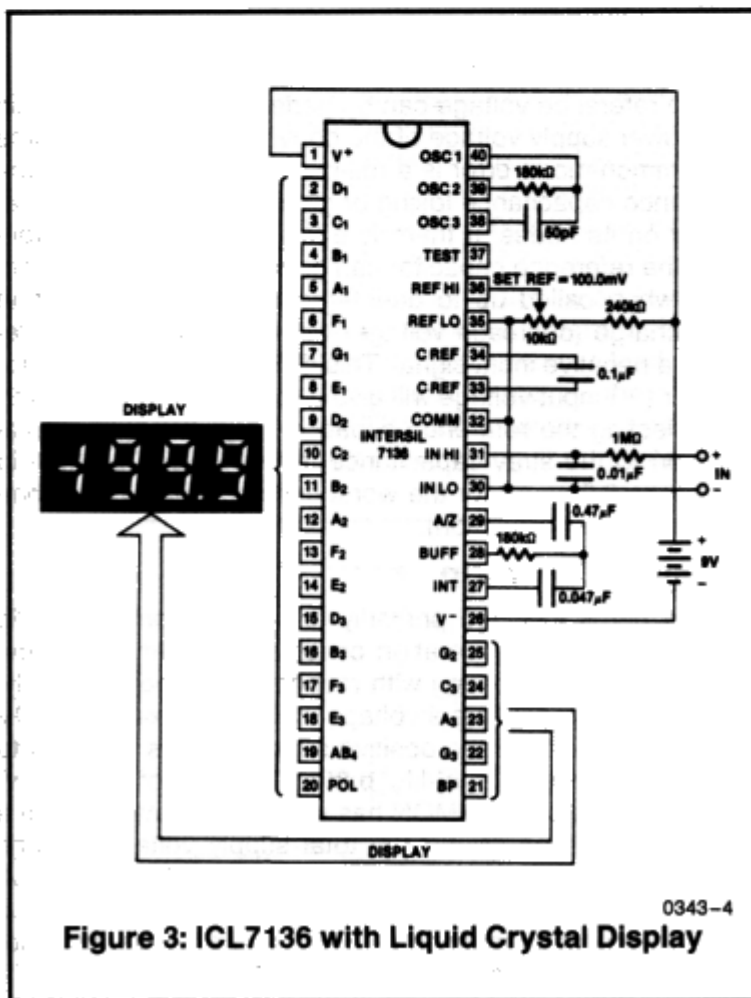 1 V+ OSC 1 40
2 D1 OSC 2 39 180kΩ
3 C1 OSC 3 38 50pF
4 B1 TEST 37
5 A1 REF HI 36 SET REF = 100.0mV
6 F1 REF LO 35 10kΩ 240kΩ
7 G1 C REF 34
8 E1 C REF 33 0.1µF
DISPLAY
9 D2 COMM 32
INTERSIL
7136
10 C2 IN HI 31 1MΩ +
-199.9
IN
11 B2 IN LO 30 0.01µF −
12 A2 A/Z 29 0.47µF
13 F2 BUFF 28 180kΩ
+
9V
−
14 E2 INT 27 0.047µF
15 D3 V− 26
16 B3 G2 25
17 F3 C3 24
18 E3 A3 23
19 AB4 G3 22
20 POL BP 21
DISPLAY
0343–4
Figure 3: ICL7136 with Liquid Crystal Display